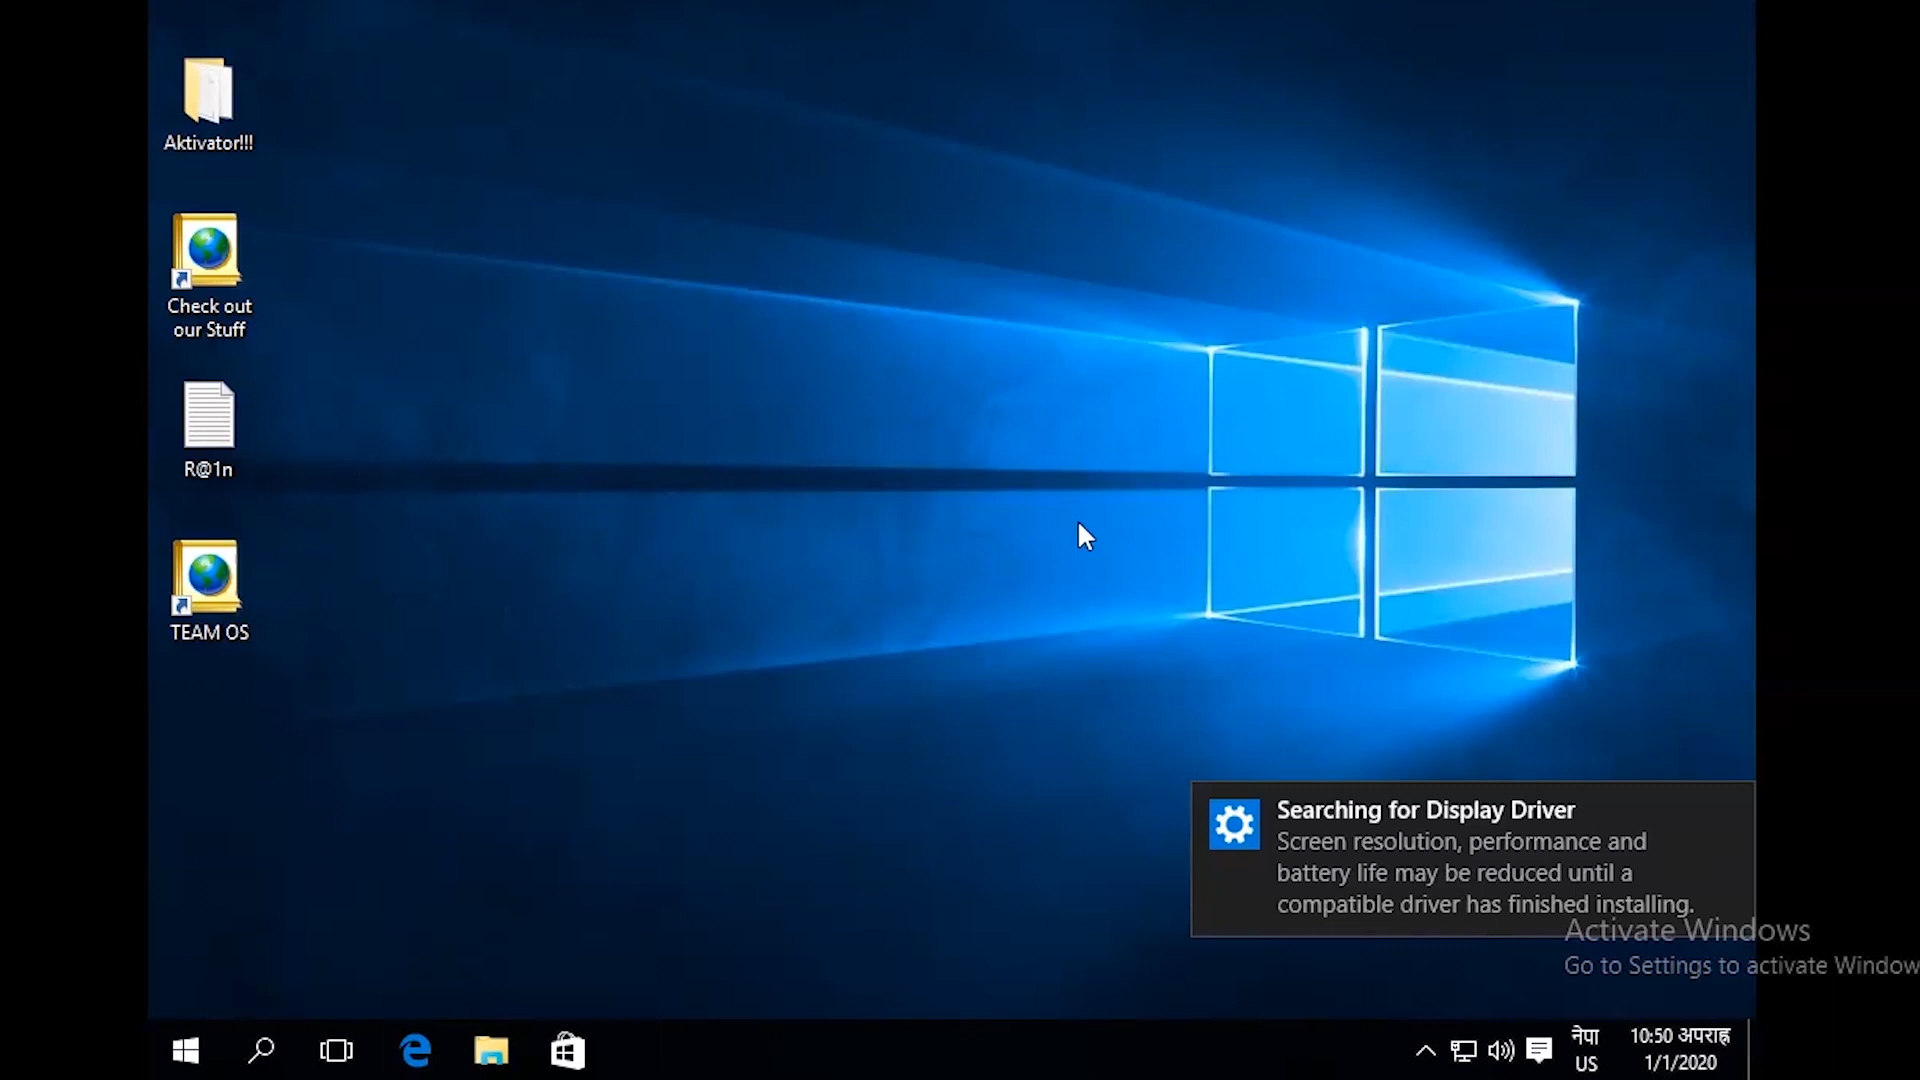 Aktivator!!!
Check out
our Stuff
R@1n
TEAM OS
Searching for Display Driver
Screen resolution, performance and
battery life may be reduced until a
compatible driver has finished installing.
Activate Windows
Go to Settings to activate Window
नेपा
US
10:50 अपराह्न
1/1/2020